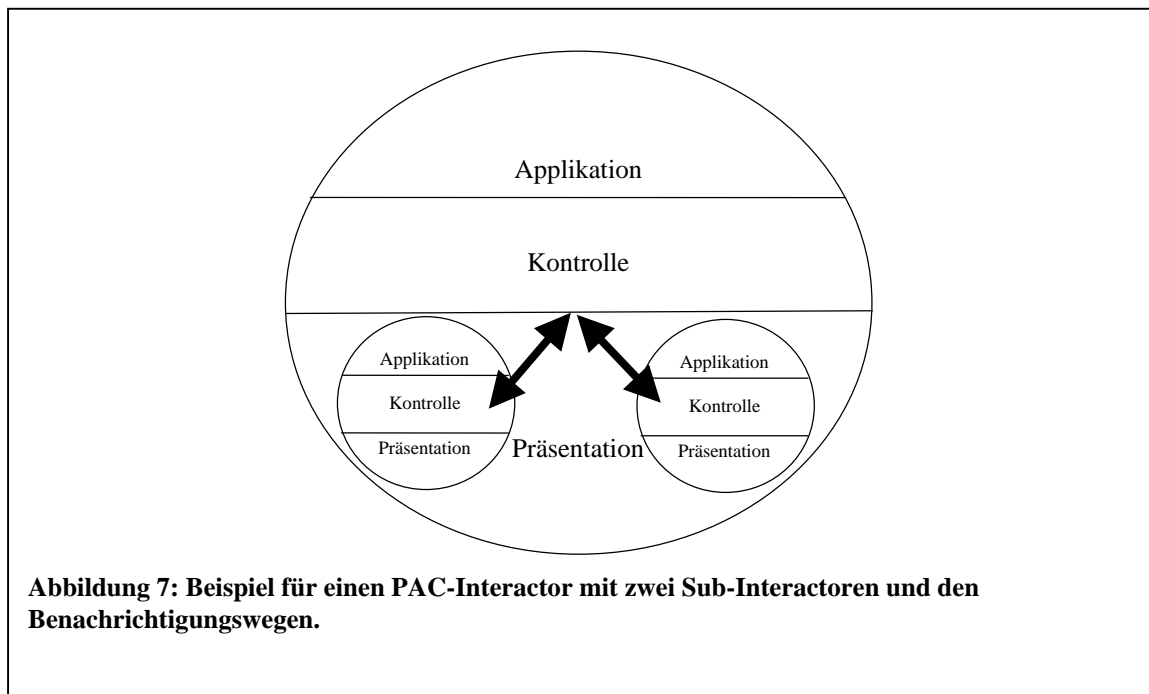 Applikation
Kontrolle
Applikation
Kontrolle
Präsentation
Präsentation
Applikation
Kontrolle
Präsentation
Abbildung 7: Beispiel für einen PAC-Interactor mit zwei Sub-Interactoren und den
Benachrichtigungswegen.